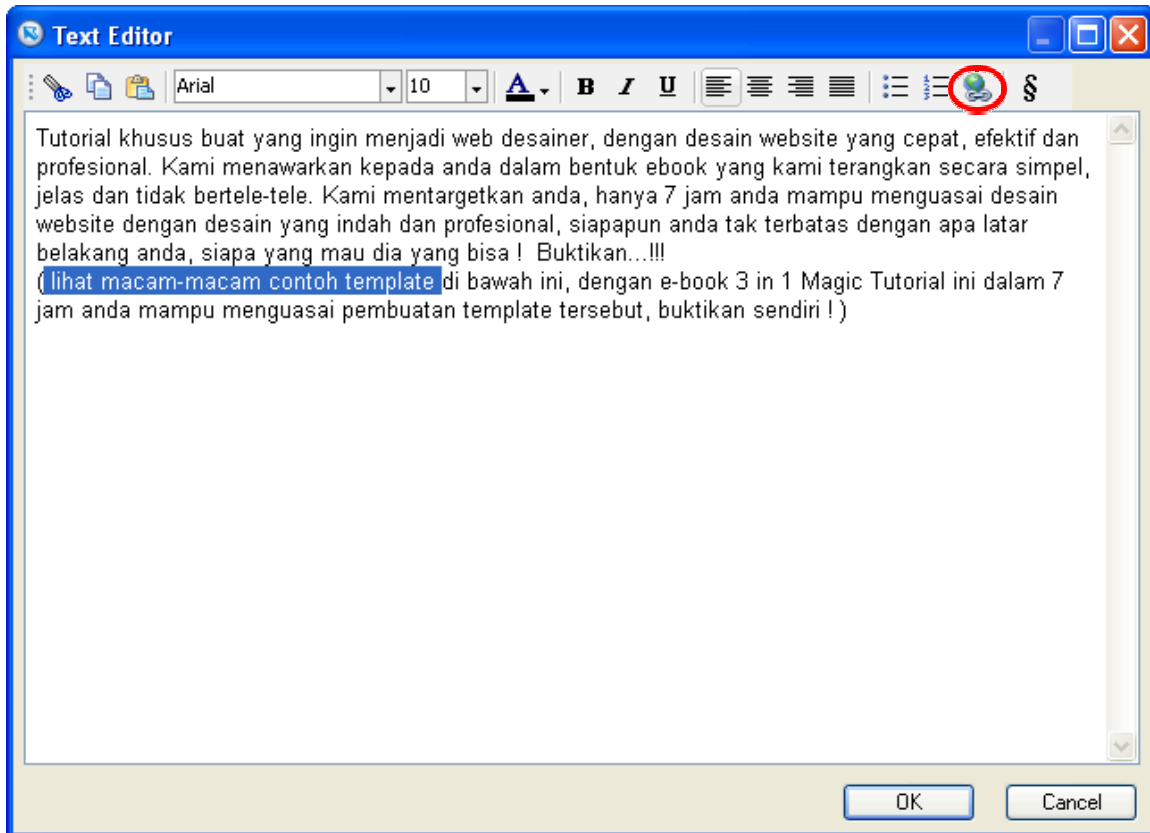 Text Editor
Arial 10 A B I U §
Tutorial khusus buat yang ingin menjadi web desainer, dengan desain website yang cepat, efektif dan
profesional. Kami menawarkan kepada anda dalam bentuk ebook yang kami terangkan secara simpel,
jelas dan tidak bertele-tele. Kami mentargetkan anda, hanya 7 jam anda mampu menguasai desain
website dengan desain yang indah dan profesional, siapapun anda tak terbatas dengan apa latar
belakang anda, siapa yang mau dia yang bisa !  Buktikan...!!!
( lihat macam-macam contoh template di bawah ini, dengan e-book 3 in 1 Magic Tutorial ini dalam 7
jam anda mampu menguasai pembuatan template tersebut, buktikan sendiri ! )
OK Cancel